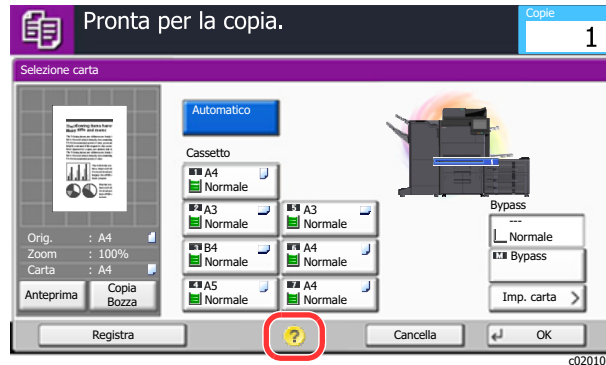 Pronta per la copia.
Copie
1
Selezione carta
Orig. : A4
Zoom : 100%
Carta : A4
Anteprima
Copia
Bozza
Automatico
Cassetto
1 A4
Normale
2 A3
Normale
3 B4
Normale
4 A5
Normale
5 A3
Normale
6 A4
Normale
7 A4
Normale
1
Bypass
---
Normale
M Bypass
Imp. carta
Registra
?
Cancella
OK
c02010